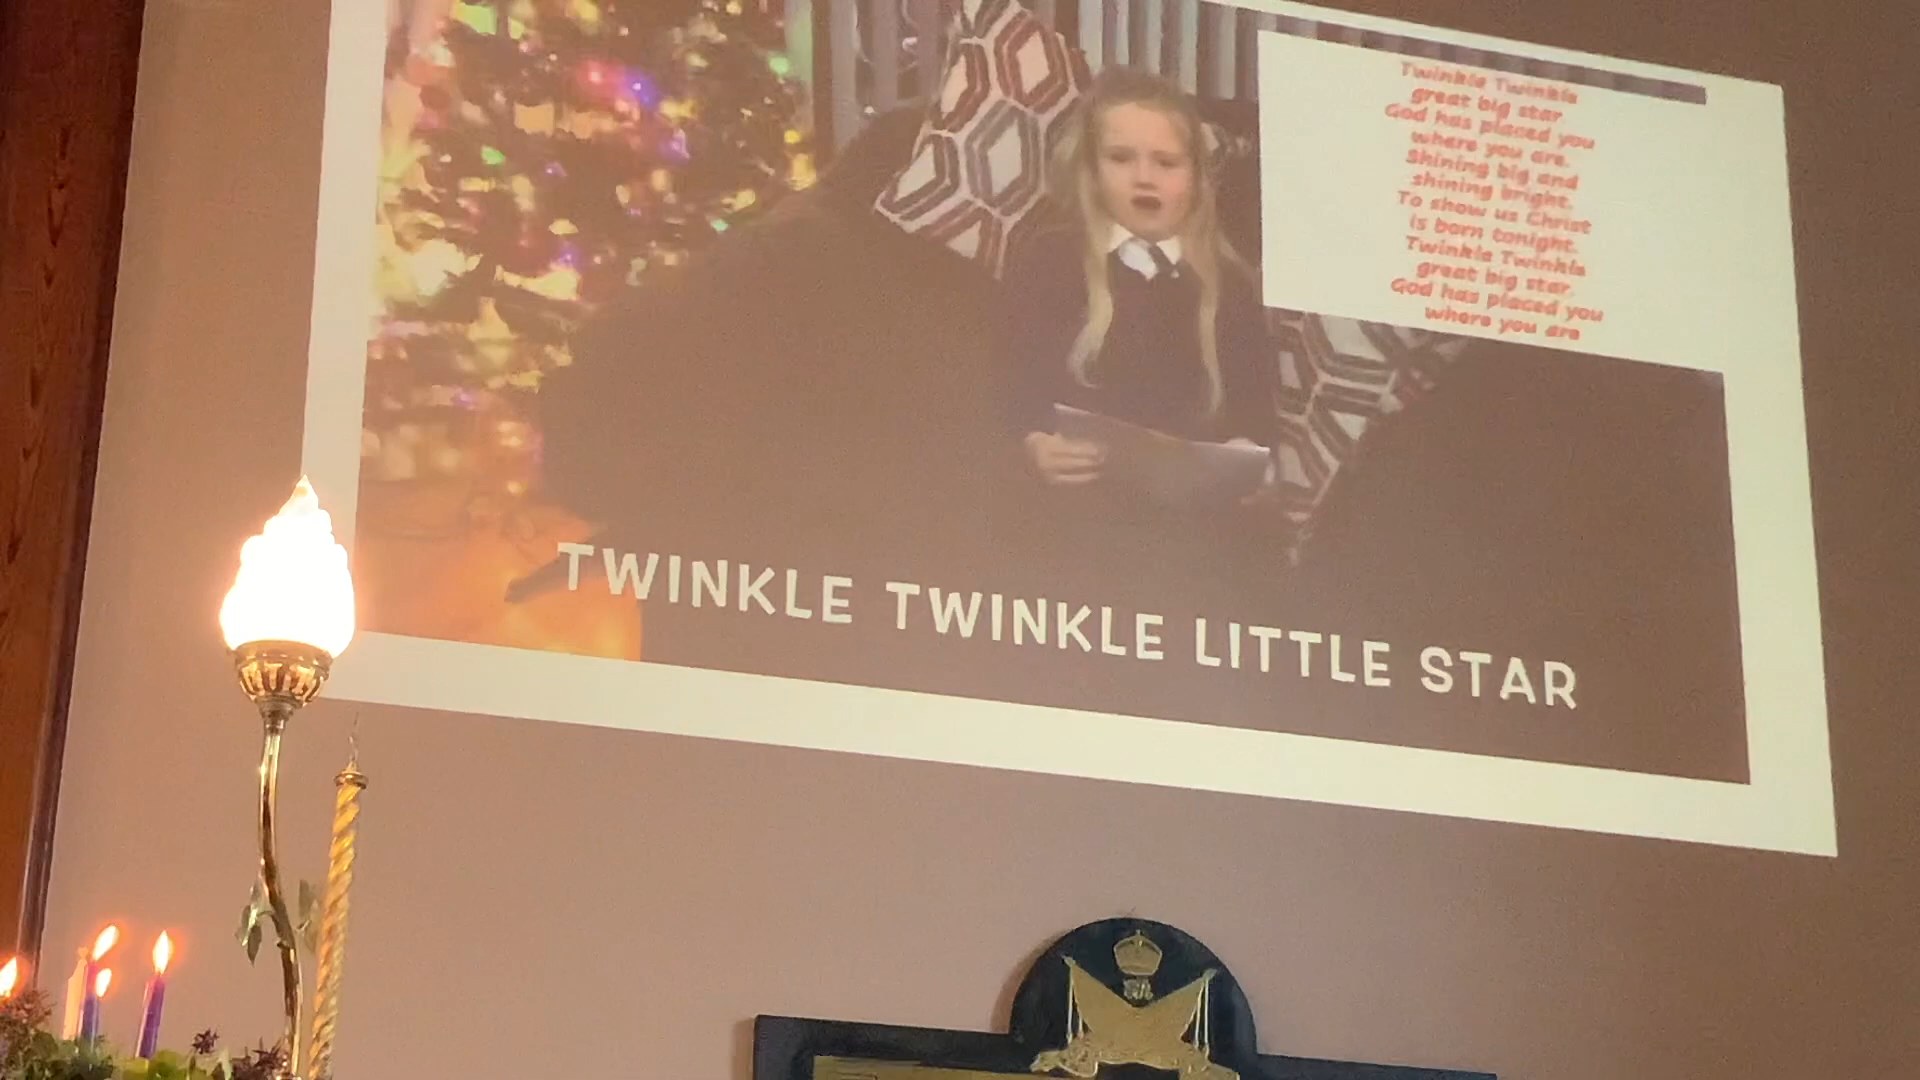 Twinkle Twinkle
great big star
God has placed you
where you are.
Shining big and
shining bright.
To show us Christ
is born tonight.
Twinkle Twinkle
great big star,
God has placed you
where you are
TWINKLE TWINKLE LITTLE STAR